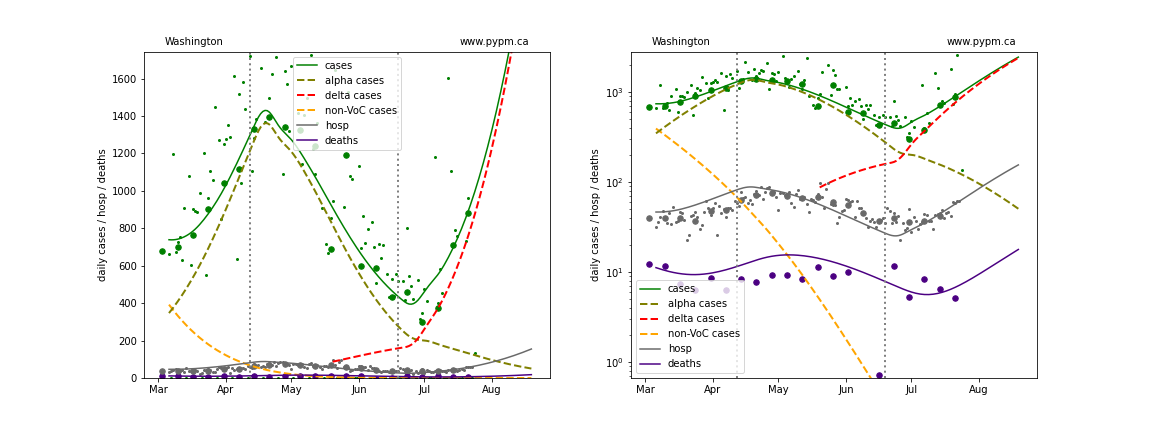 Washington www.pypm.ca
1600
1400
1200
1000
800
600
400
200
0
daily cases / hosp / deaths
cases
alpha cases
delta cases
non-VoC cases
hosp
deaths
Mar Apr May Jun Jul Aug
Washington www.pypm.ca
10³
10²
10¹
10⁰
daily cases / hosp / deaths
cases
alpha cases
delta cases
non-VoC cases
hosp
deaths
Mar Apr May Jun Jul Aug